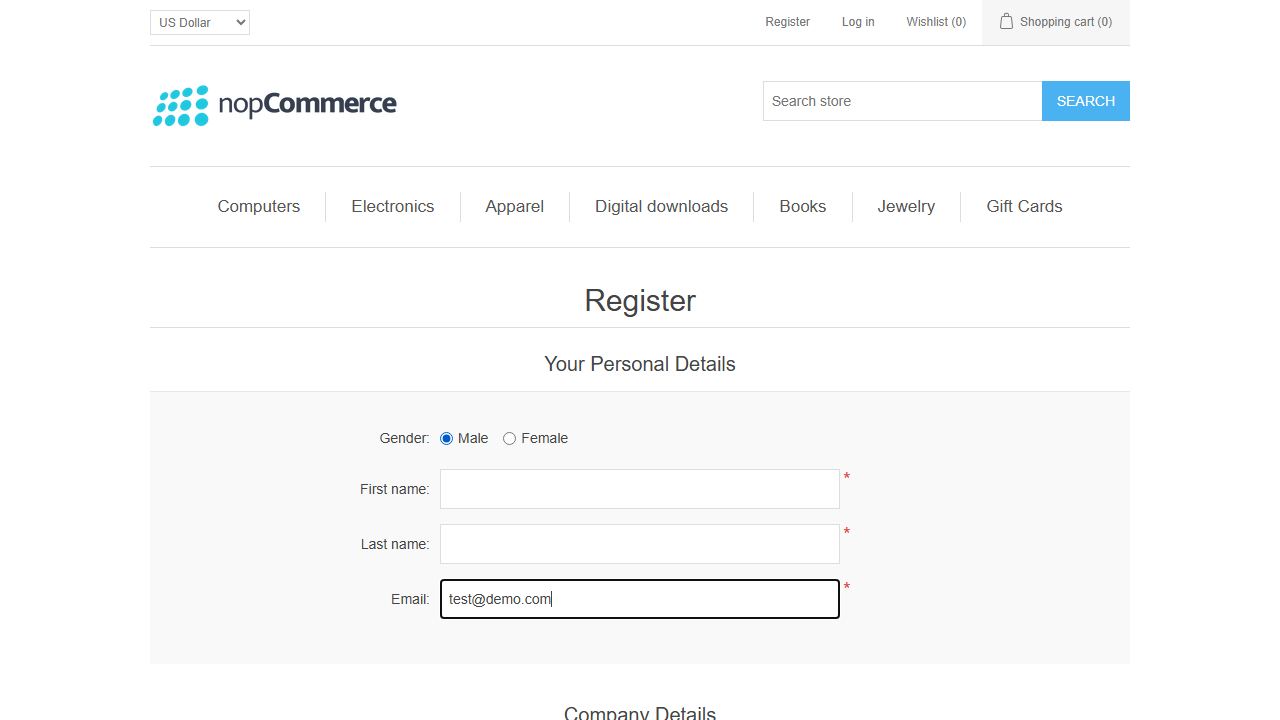 US Dollar
Register
Log in
Wishlist (0)
Shopping cart (0)
nopCommerce
Search store
SEARCH
Computers
Electronics
Apparel
Digital downloads
Books
Jewelry
Gift Cards
Register
Your Personal Details
Gender: Male Female
First name: *
Last name: *
Email: test@demo.com *
Company Details